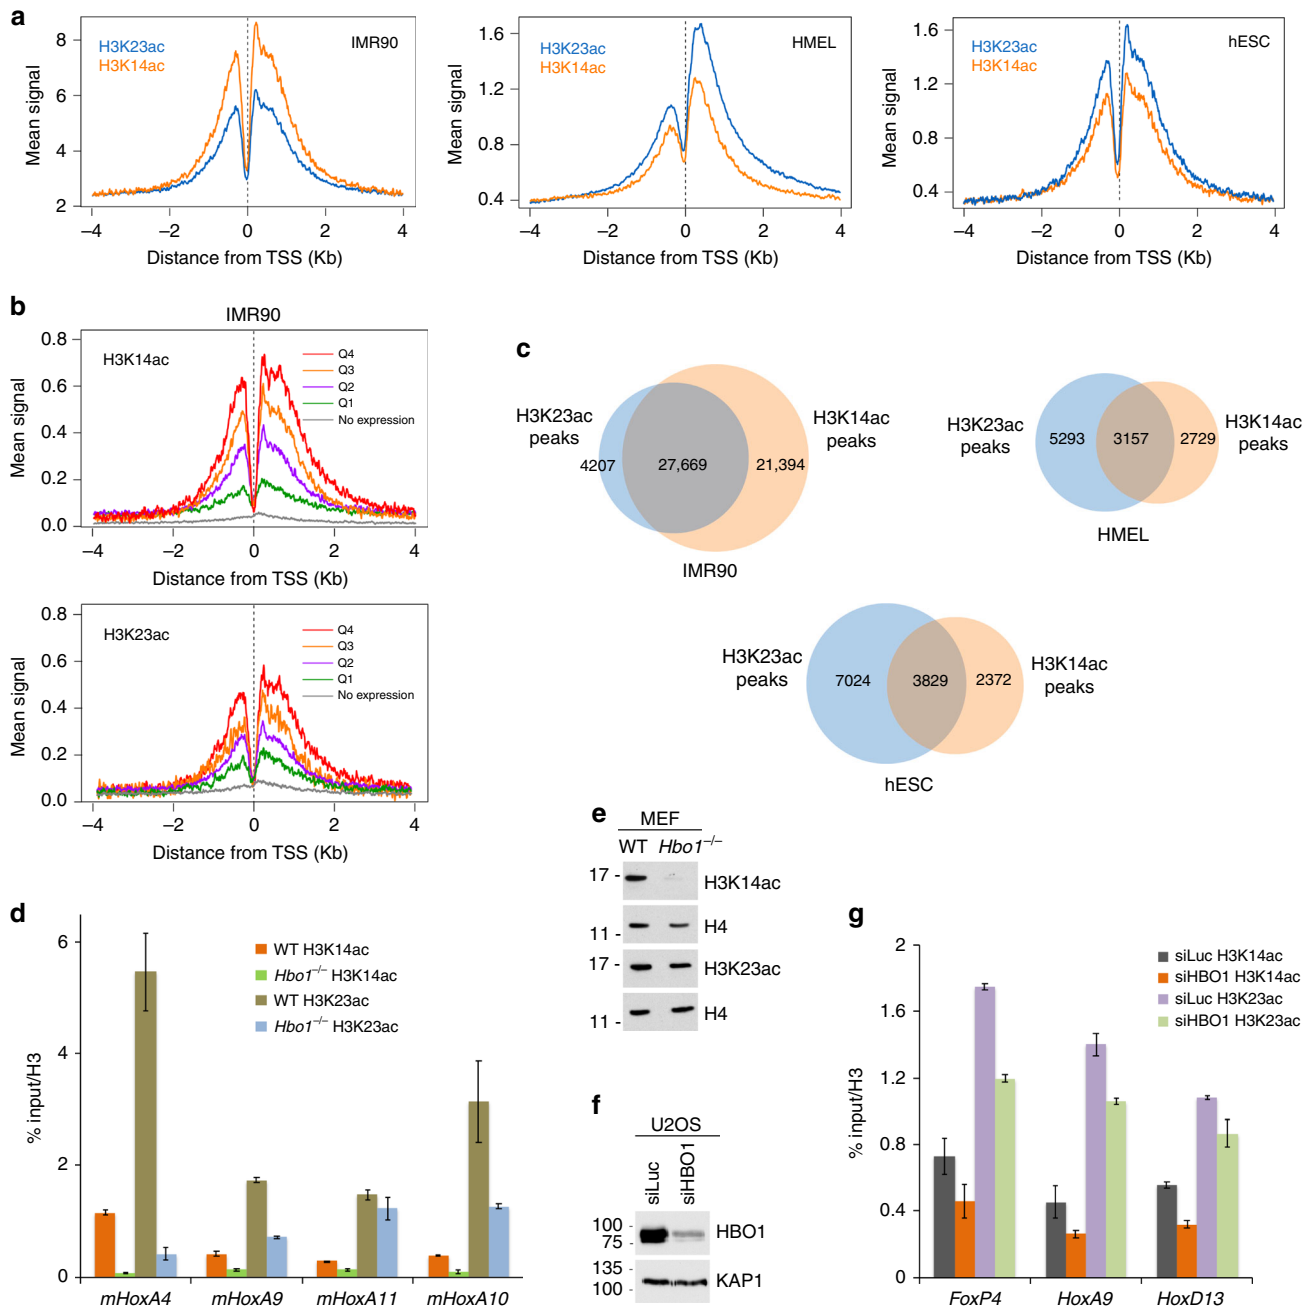 a
H3K23ac
H3K14ac
IMR90
Mean signal
8
6
4
2
−4
−2
0
2
4
Distance from TSS (Kb)
H3K23ac
H3K14ac
HMEL
Mean signal
1.6
1.2
0.8
0.4
−4
−2
0
2
4
Distance from TSS (Kb)
H3K23ac
H3K14ac
hESC
Mean signal
1.6
1.2
0.8
0.4
−4
−2
0
2
4
Distance from TSS (Kb)
b
IMR90
H3K14ac
Q4
Q3
Q2
Q1
No expression
Mean signal
0.8
0.6
0.4
0.2
0.0
−4
−2
0
2
4
Distance from TSS (Kb)
H3K23ac
Q4
Q3
Q2
Q1
No expression
Mean signal
0.8
0.6
0.4
0.2
0.0
−4
−2
0
2
4
Distance from TSS (Kb)
c
H3K23ac
peaks
4207
27,669
21,394
H3K14ac
peaks
IMR90
H3K23ac
peaks
5293
3157
2729
H3K14ac
peaks
HMEL
H3K23ac
peaks
7024
3829
2372
H3K14ac
peaks
hESC
d
WT H3K14ac
Hbo1−/− H3K14ac
WT H3K23ac
Hbo1−/− H3K23ac
% input/H3
6
4
2
0
mHoxA4
mHoxA9
mHoxA11
mHoxA10
e
MEF
WT Hbo1−/−
17 - H3K14ac
11 - H4
17 - H3K23ac
11 - H4
f
U2OS
siLuc
siHBO1
100 -
75 -
HBO1
135 -
100 -
KAP1
g
siLuc H3K14ac
siHBO1 H3K14ac
siLuc H3K23ac
siHBO1 H3K23ac
% input/H3
2
1.6
1.2
0.8
0.4
0
FoxP4
HoxA9
HoxD13